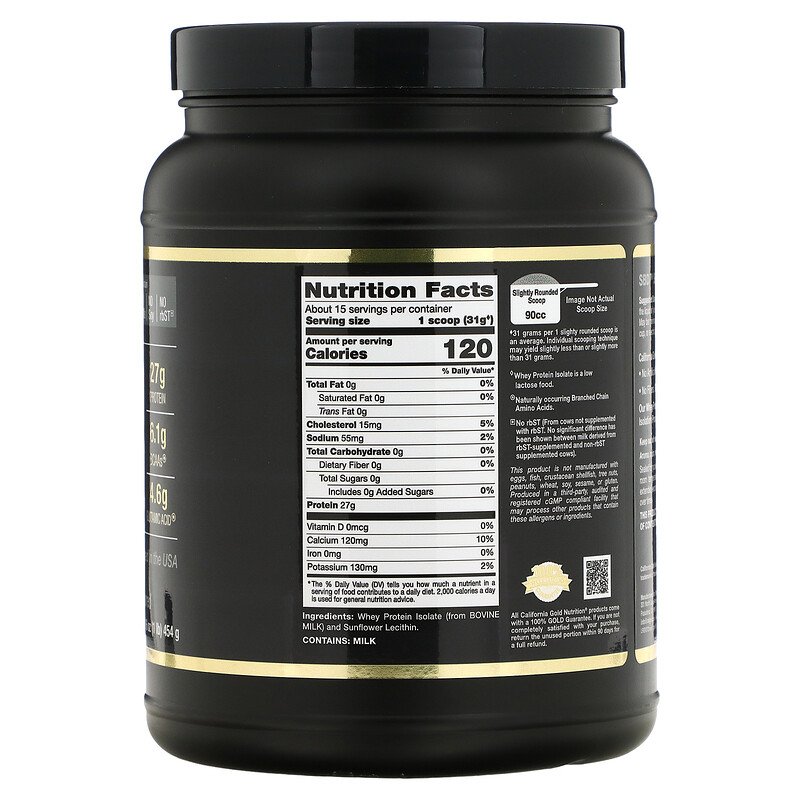 NO
rbST
27g
PROTEIN
6.1g
BCAAs®
4.6g
the USA
lb) 454 g
Nutrition Facts
About 15 servings per container
Serving size 1 scoop (31g♦)
Amount per serving
Calories 120
% Daily Value*
Total Fat 0g 0%
Saturated Fat 0g 0%
Trans Fat 0g
Cholesterol 15mg 5%
Sodium 55mg 2%
Total Carbohydrate 0g 0%
Dietary Fiber 0g 0%
Total Sugars 0g
Includes 0g Added Sugars 0%
Protein 27g
Vitamin D 0mcg 0%
Calcium 120mg 10%
Iron 0mg 0%
Potassium 130mg 2%
*The % Daily Value (DV) tells you how much a nutrient in a
serving of food contributes to a daily diet. 2,000 calories a day
is used for general nutrition advice.
Ingredients: Whey Protein Isolate (from BOVINE
MILK) and Sunflower Lecithin.
CONTAINS: MILK
Slightly Rounded
Scoop
90cc
Image Not Actual
Scoop Size
♦31 grams per 1 slightly rounded scoop is
an average. Individual scooping technique
may yield slightly less or slightly more
than 31 grams.
◊Whey Protein Isolate is a low
lactose food.
Naturally occurring Branched Chain
Amino Acids.
No rbST (From cows not supplemented
with rbST. No significant difference has
been shown between milk derived from
rbST-supplemented and non-rbST
supplemented cows).
This product is not manufactured with
eggs, fish, crustacean shellfish, tree nuts,
peanuts, wheat, soy, sesame, or gluten.
Produced in a third-party, audited and
registered cGMP compliant facility that
may process other products that contain
these allergens or ingredients.
All California Gold Nutrition® products come
with a 100% GOLD Guarantee. If you are not
completely satisfied with your purchase,
return the unused portion within 90 days for
a full refund.